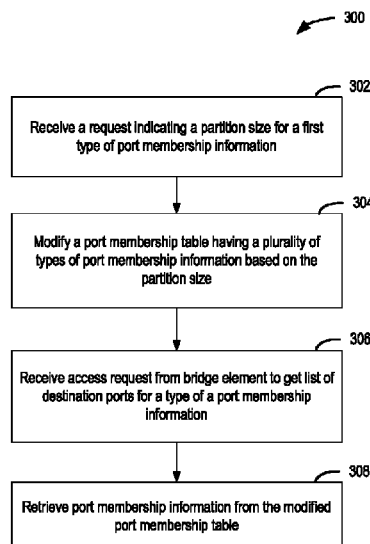 300
302
Receive a request indicating a partition size for a first
type of port membership information
304
Modify a port membership table having a plurality of
types of port membership information based on the
partition size
306
Receive access request from bridge element to get list of
destination ports for a type of a port membership
information
308
Retrieve port membership information from the modified
port membership table